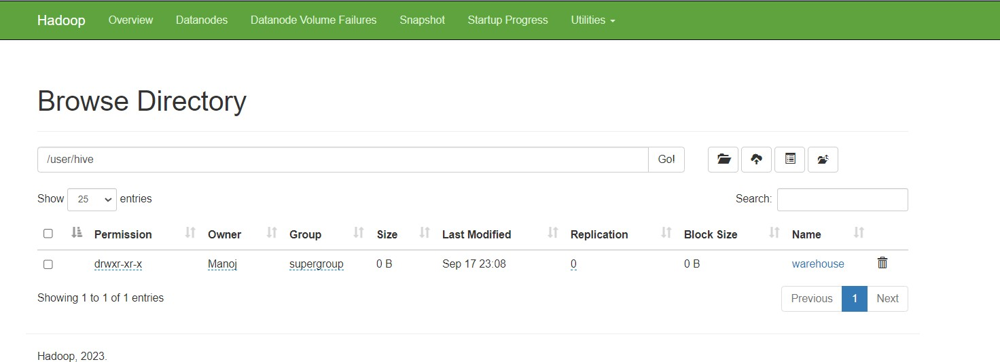 Hadoop Overview Datanodes Datanode Volume Failures Snapshot Startup Progress Utilities
Browse Directory
/user/hive Go!
Show 25 entries Search:
Permission Owner Group Size Last Modified Replication Block Size Name
drwxr-xr-x Manoj supergroup 0 B Sep 17 23:08 0 0 B warehouse
Showing 1 to 1 of 1 entries Previous 1 Next
Hadoop, 2023.